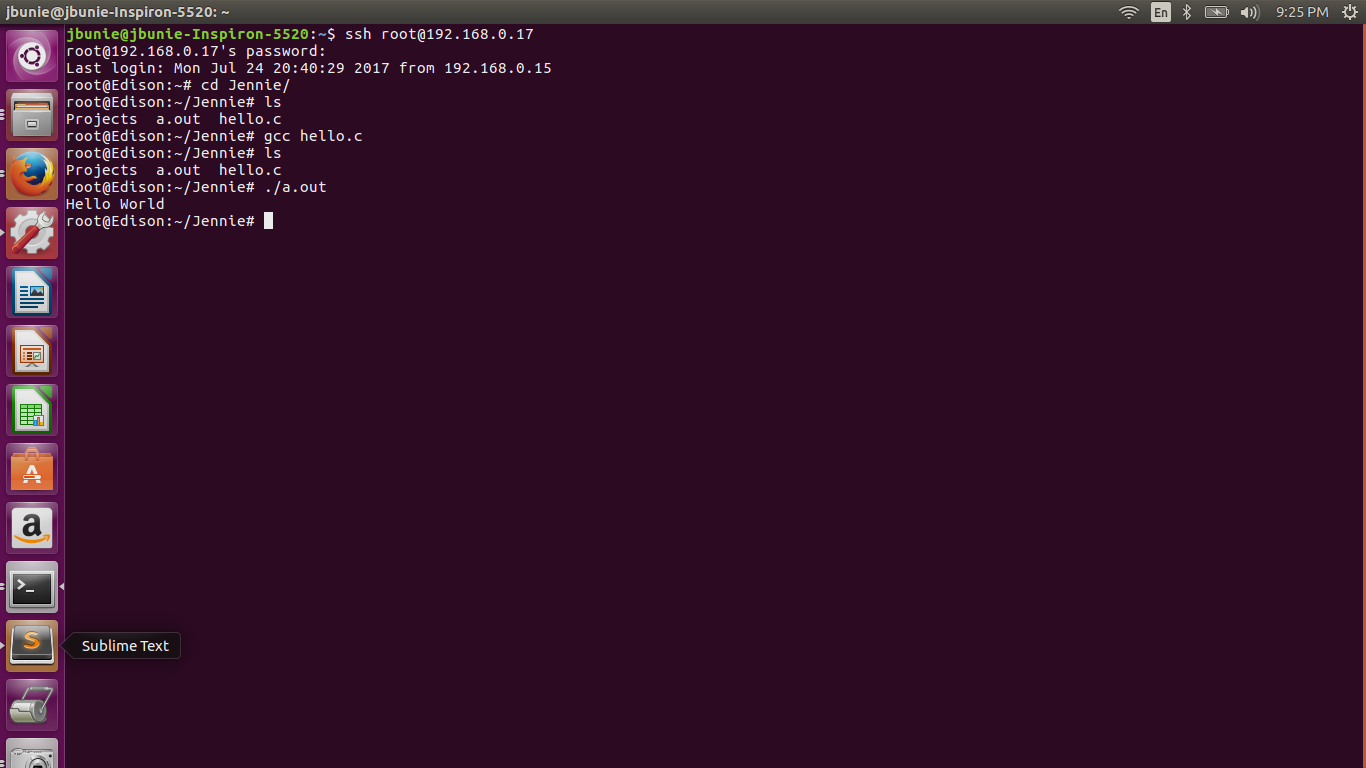 jbunie@jbunie-Inspiron-5520: ~
En
9:25 PM
jbunie@jbunie-Inspiron-5520:~$ ssh root@192.168.0.17
root@192.168.0.17's password:
Last login: Mon Jul 24 20:40:29 2017 from 192.168.0.15
root@Edison:~# cd Jennie/
root@Edison:~/Jennie# ls
Projects  a.out  hello.c
root@Edison:~/Jennie# gcc hello.c
root@Edison:~/Jennie# ls
Projects  a.out  hello.c
root@Edison:~/Jennie# ./a.out
Hello World
root@Edison:~/Jennie#
Sublime Text